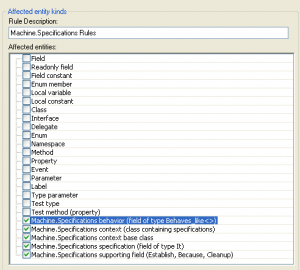 Affected entity kinds
Rule Description:
Machine.Specifications Rules
Affected entities:
Field
Readonly field
Field constant
Enum member
Local variable
Local constant
Class
Interface
Delegate
Enum
Namespace
Method
Property
Event
Parameter
Label
Type parameter
Test type
Test method (property)
Machine.Specifications behavior (field of type Behaves_like<>)
Machine.Specifications context (class containing specifications)
Machine.Specifications context base class
Machine.Specifications specification (field of type It)
Machine.Specifications supporting field (Establish, Because, Cleanup)